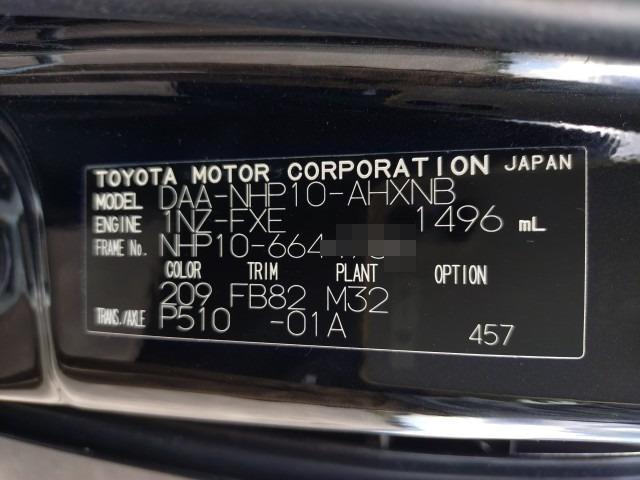 TOYOTA MOTOR CORPORATION JAPAN
MODEL DAA-NHP10-AHXNB
ENGINE 1NZ-FXE 1496 mL
FRAME No. NHP10-664
COLOR TRIM PLANT OPTION
209 FB82 M32
TRANS./AXLE P510 -01A
457